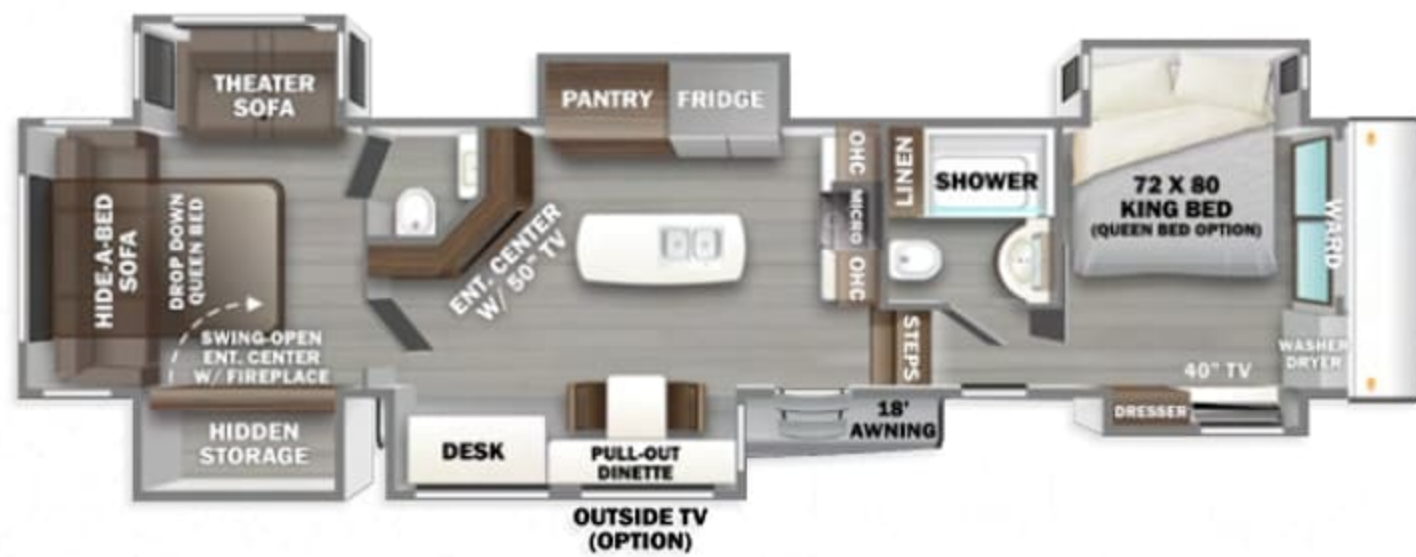 THEATER
SOFA
HIDE-A-BED
SOFA
DROP DOWN
QUEEN BED
SWING OPEN
ENT. CENTER
W/ FIREPLACE
HIDDEN
STORAGE
ENT. CENTER
W/ 50" TV
PANTRY
FRIDGE
DESK
PULL-OUT
DINETTE
OUTSIDE TV
(OPTION)
OHC
MICRO
OHC
LINEN
SHOWER
STEPS
18'
AWNING
72 X 80
KING BED
(QUEEN BED OPTION)
WARD
WASHER
DRYER
40" TV
DRESSER